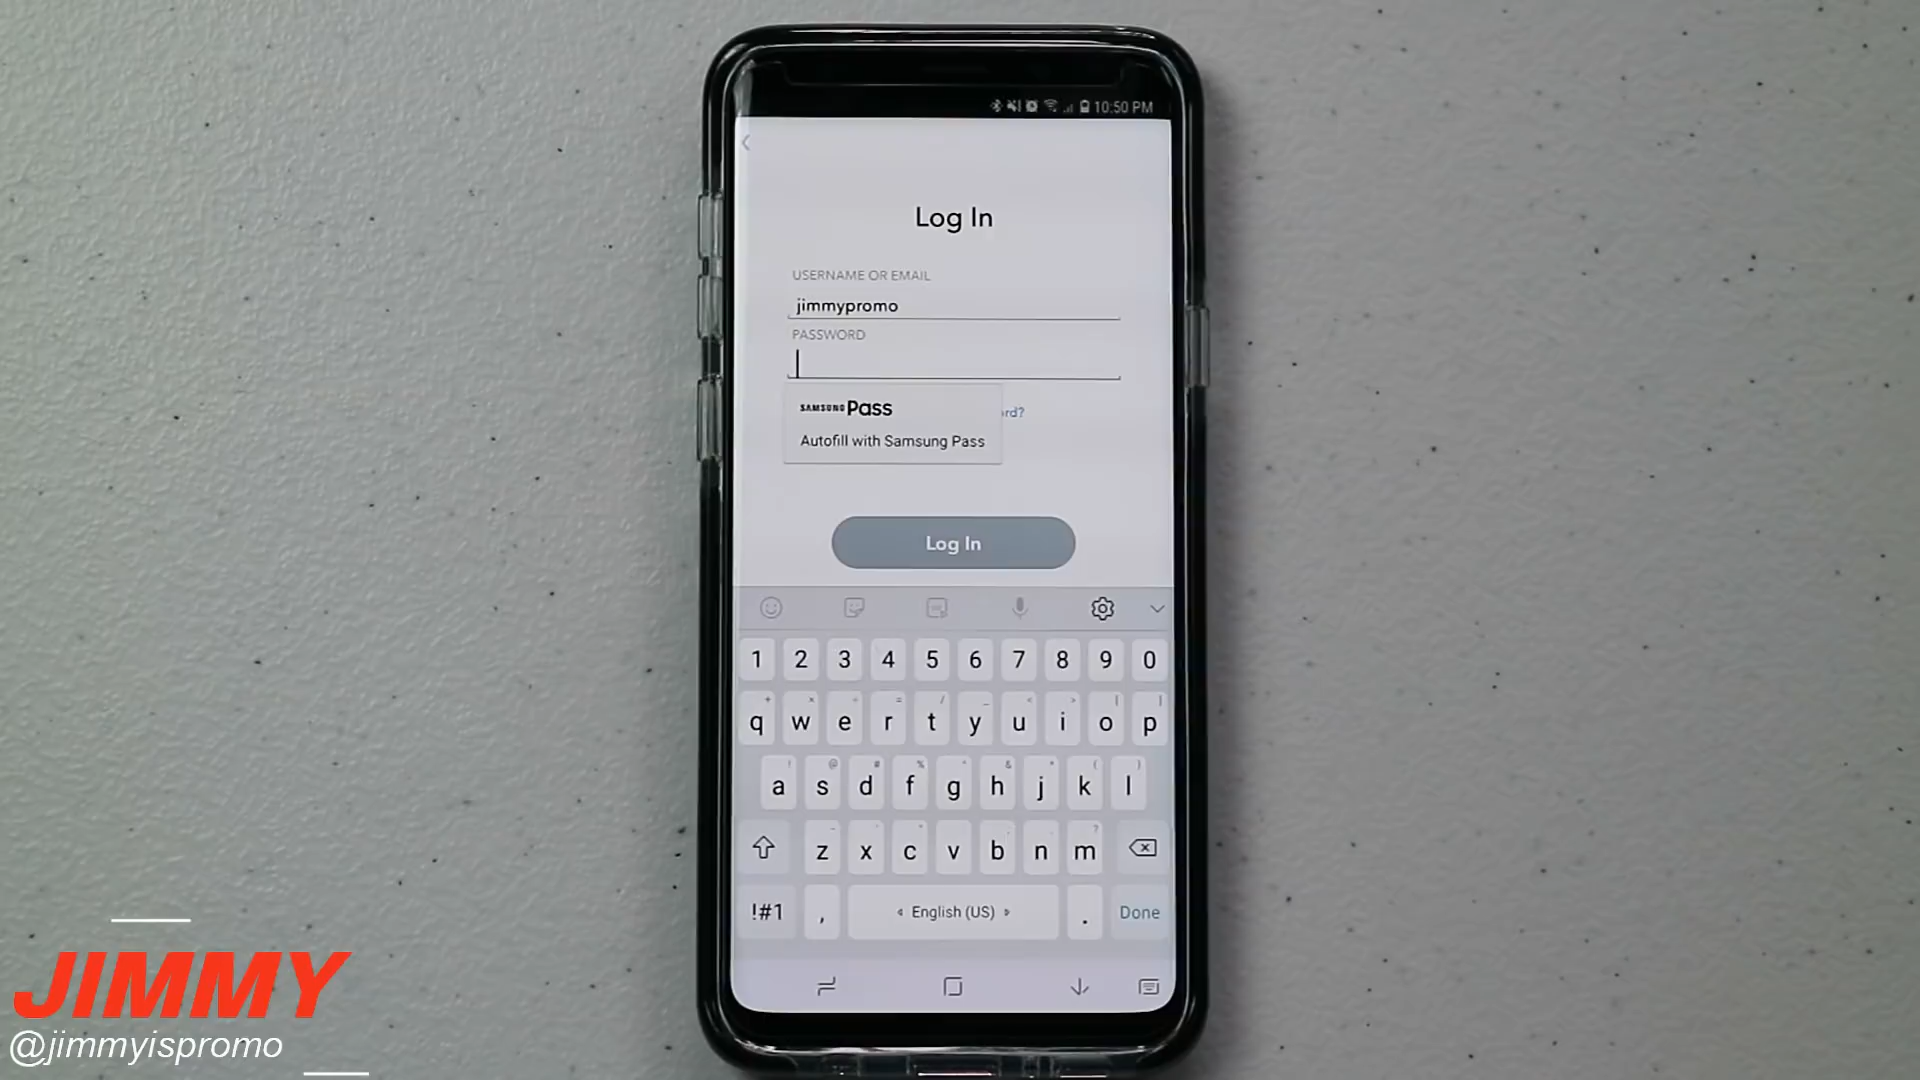 10:50 PM
Log In
USERNAME OR EMAIL
jimmypromo
PASSWORD
SAMSUNG Pass
rd?
Autofill with Samsung Pass
Log In
1 2 3 4 5 6 7 8 9 0
q w e r t y u i o p
a s d f g h j k l
z x c v b n m
!#1 , English (US) . Done
JIMMY
@jimmyispromo